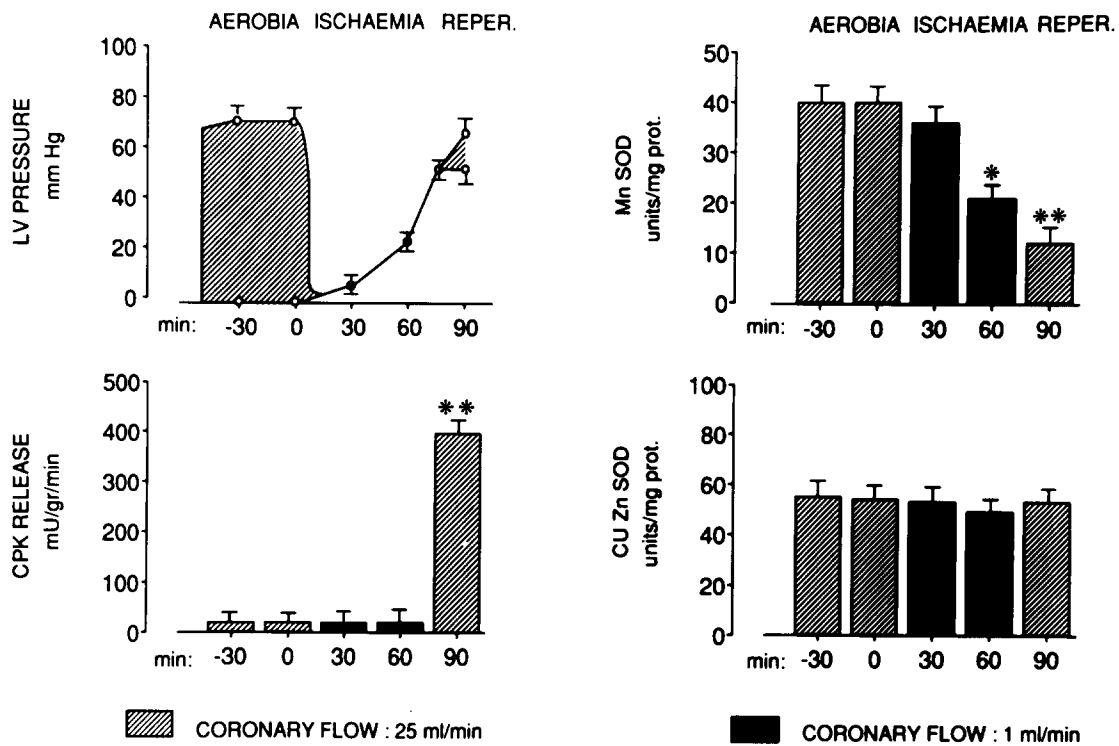 AEROBIA ISCHAEMIA REPER.
LV PRESSURE
mm Hg
100
80
60
40
20
0
min: -30 0 30 60 90
AEROBIA ISCHAEMIA REPER.
Mn SOD
units/mg prot.
50
40
30
20
10
0
*
**
min: -30 0 30 60 90
CPK RELEASE
mU/gr/min
500
400
300
200
100
0
**
min: -30 0 30 60 90
CU Zn SOD
units/mg prot.
100
80
60
40
20
0
min: -30 0 30 60 90
CORONARY FLOW : 25 ml/min
CORONARY FLOW : 1 ml/min